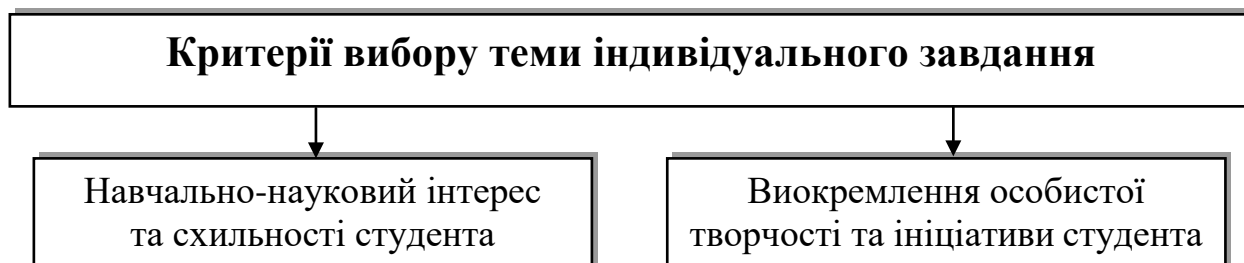 Критерії вибору теми індивідуального завдання
Навчально-науковий інтерес
та схильності студента
Виокремлення особистої
творчості та ініціативи студента